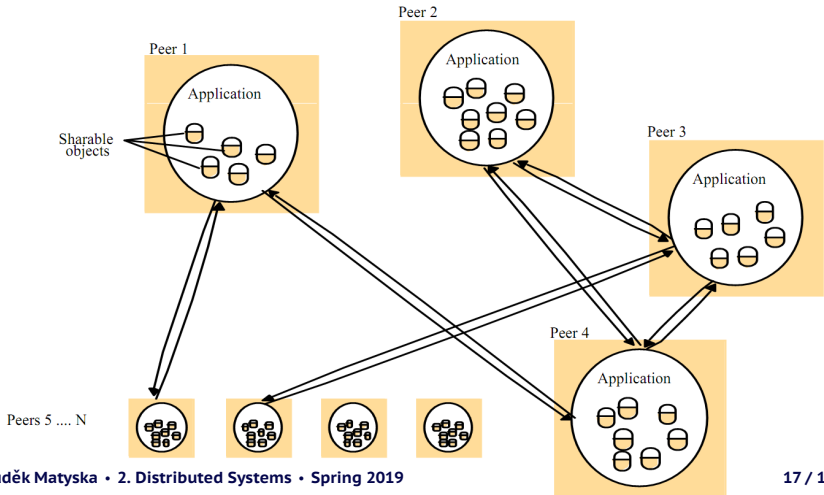 Peer 1
Application
Sharable
objects
Peer 2
Application
Peer 3
Application
Peer 4
Application
Peers 5 .... N
Matyska • 2. Distributed Systems • Spring 2019
17 / 1